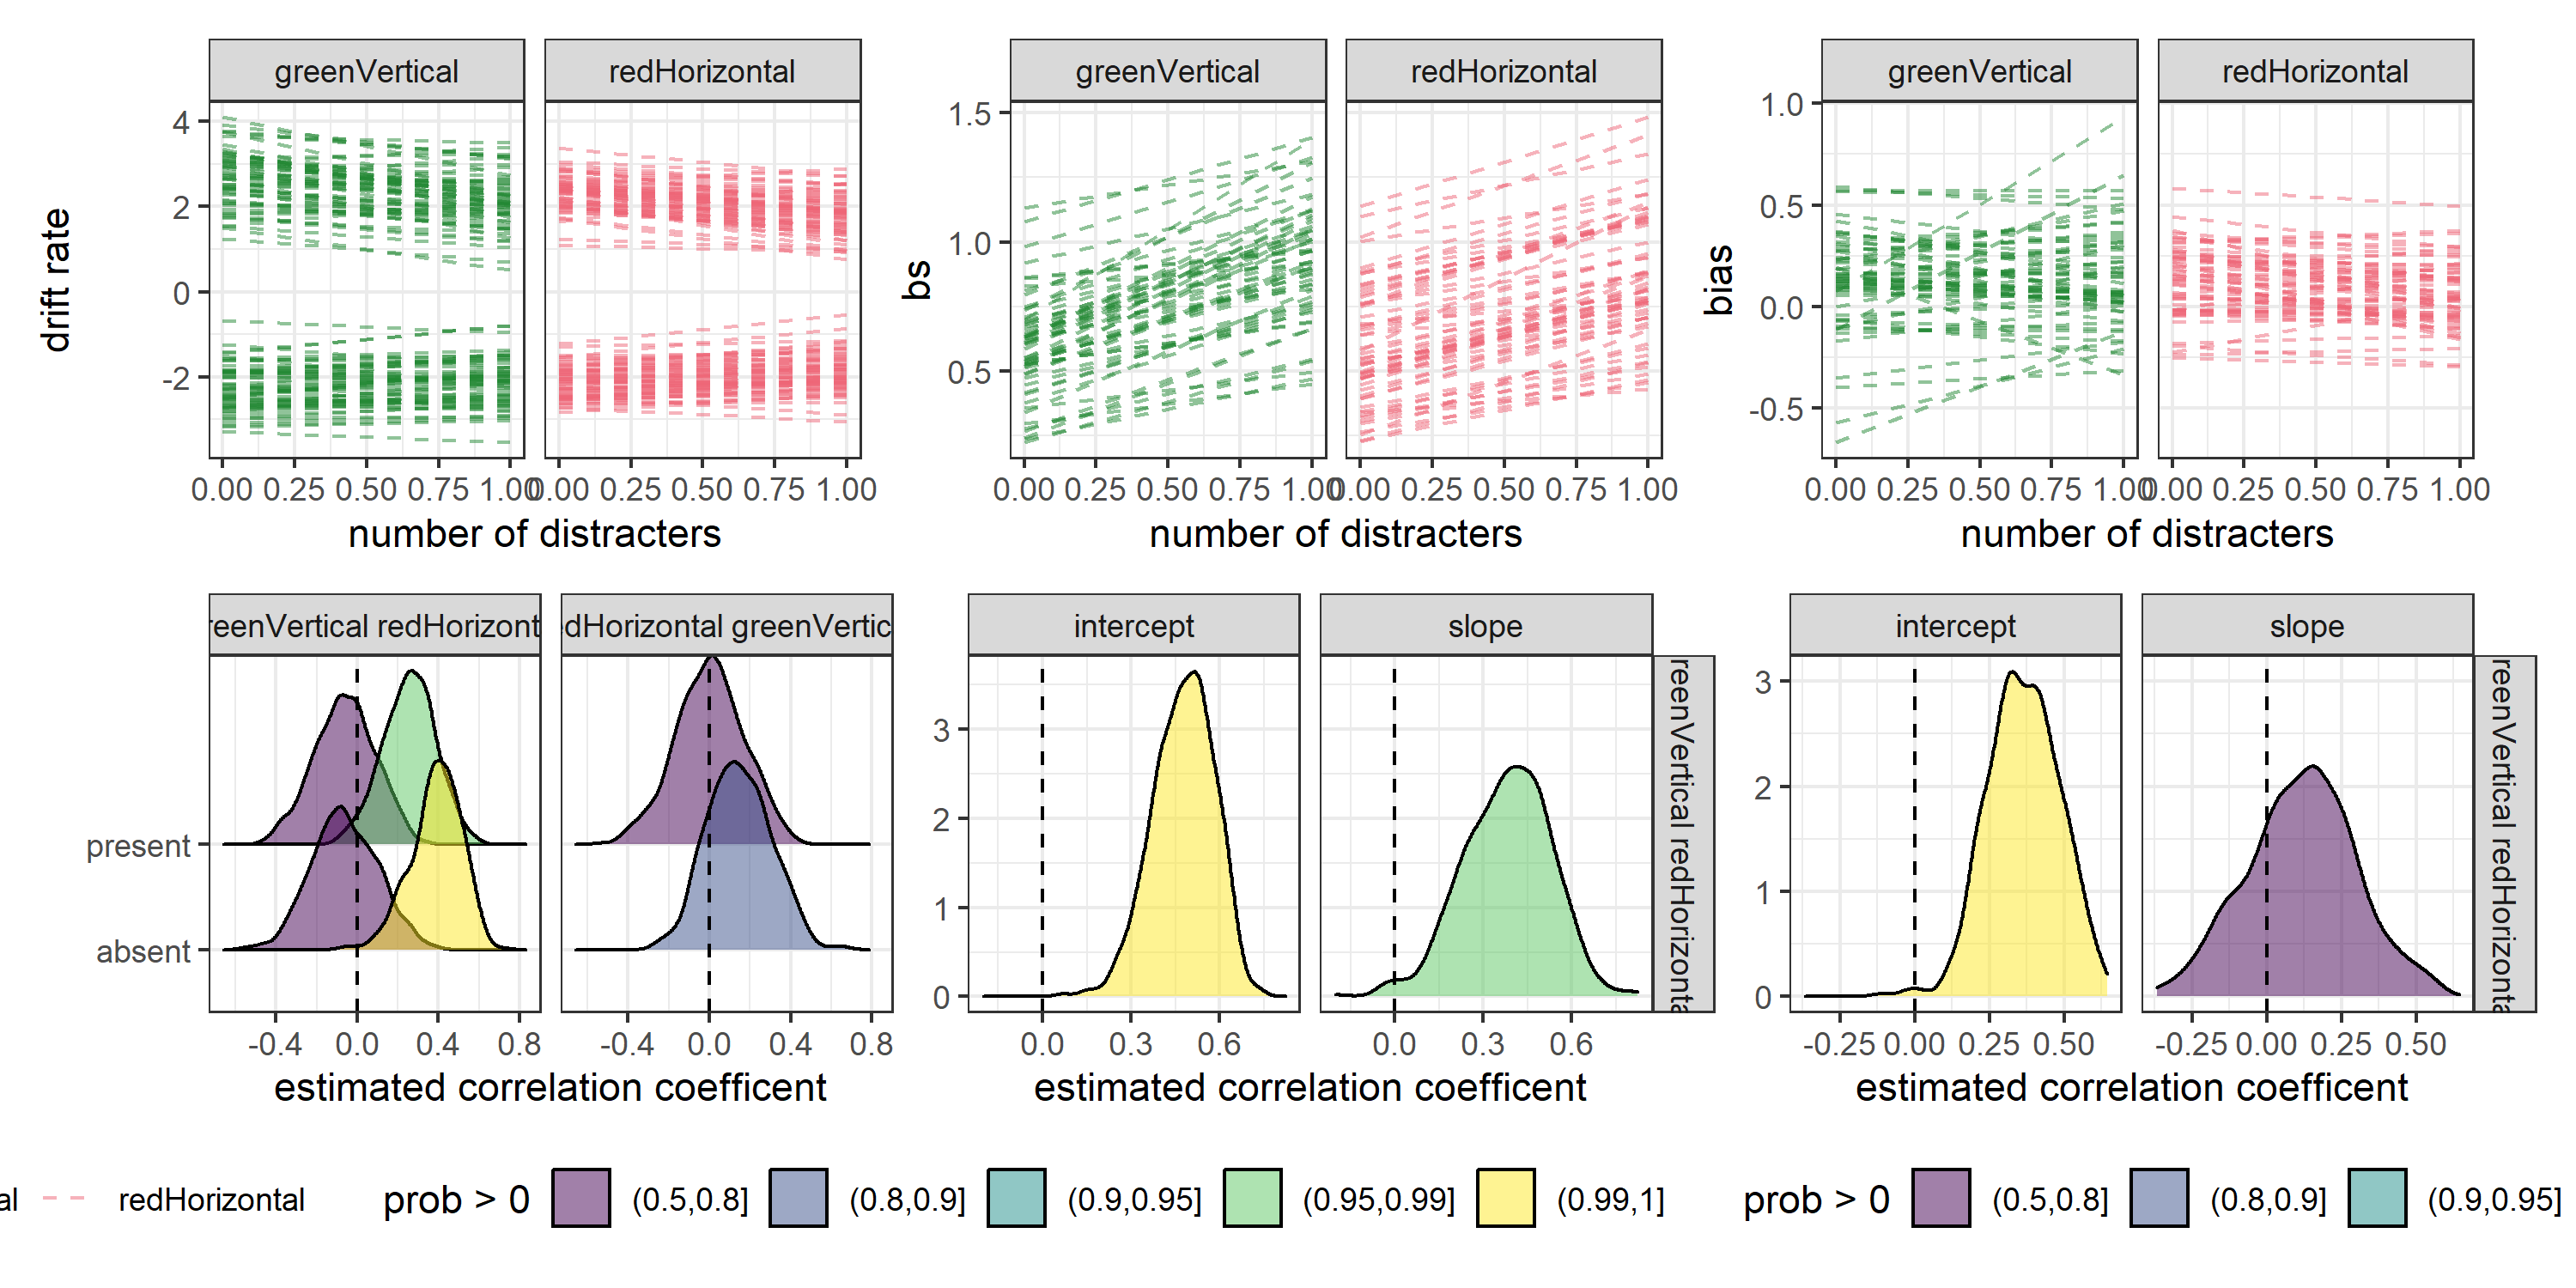 greenVertical redHorizontal
greenVertical redHorizontal
greenVertical redHorizontal
drift rate
4
2
0
-2
bs
1.5
1.0
0.5
bias
1.0
0.5
0.0
-0.5
0.00 0.25 0.50 0.75 1.00 0.00 0.25 0.50 0.75 1.00
0.00 0.25 0.50 0.75 1.00 0.00 0.25 0.50 0.75 1.00
0.00 0.25 0.50 0.75 1.00 0.00 0.25 0.50 0.75 1.00
number of distracters
number of distracters
number of distracters
reenVertical redHorizont
edHorizontal greenVertic
intercept slope
intercept slope
present
absent
3
2
1
0
reenVertical redHorizonta
3
2
1
0
reenVertical redHorizonta
-0.4 0.0 0.4 0.8 -0.4 0.0 0.4 0.8
0.0 0.3 0.6 0.0 0.3 0.6
-0.25 0.00 0.25 0.50 -0.25 0.00 0.25 0.50
estimated correlation coefficent
estimated correlation coefficent
estimated correlation coefficent
al redHorizontal prob > 0 (0.5,0.8] (0.8,0.9] (0.9,0.95] (0.95,0.99] (0.99,1]
prob > 0 (0.5,0.8] (0.8,0.9] (0.9,0.95]